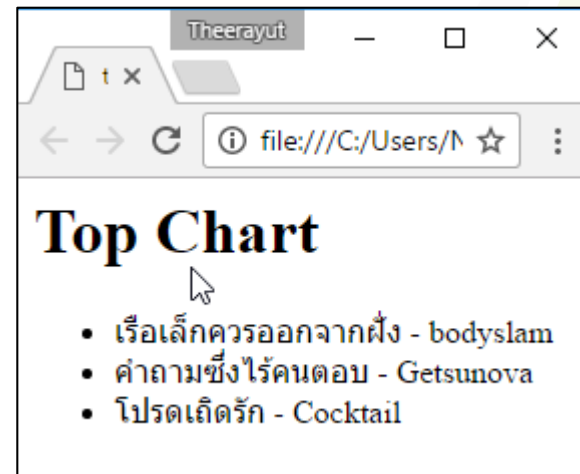 Theerayut
t
file:///C:/Users/N
Top Chart
• เรือเล็กควรออกจากฝั่ง - bodyslam
• คำถามซึ่งไร้คนตอบ - Getsunova
• โปรดเถิดรัก - Cocktail